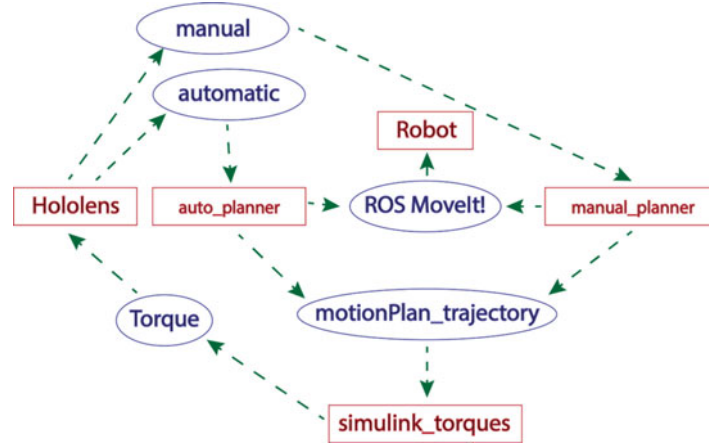 manual
automatic
Robot
Hololens
auto_planner
ROS MoveIt!
manual_planner
Torque
motionPlan_trajectory
simulink_torques